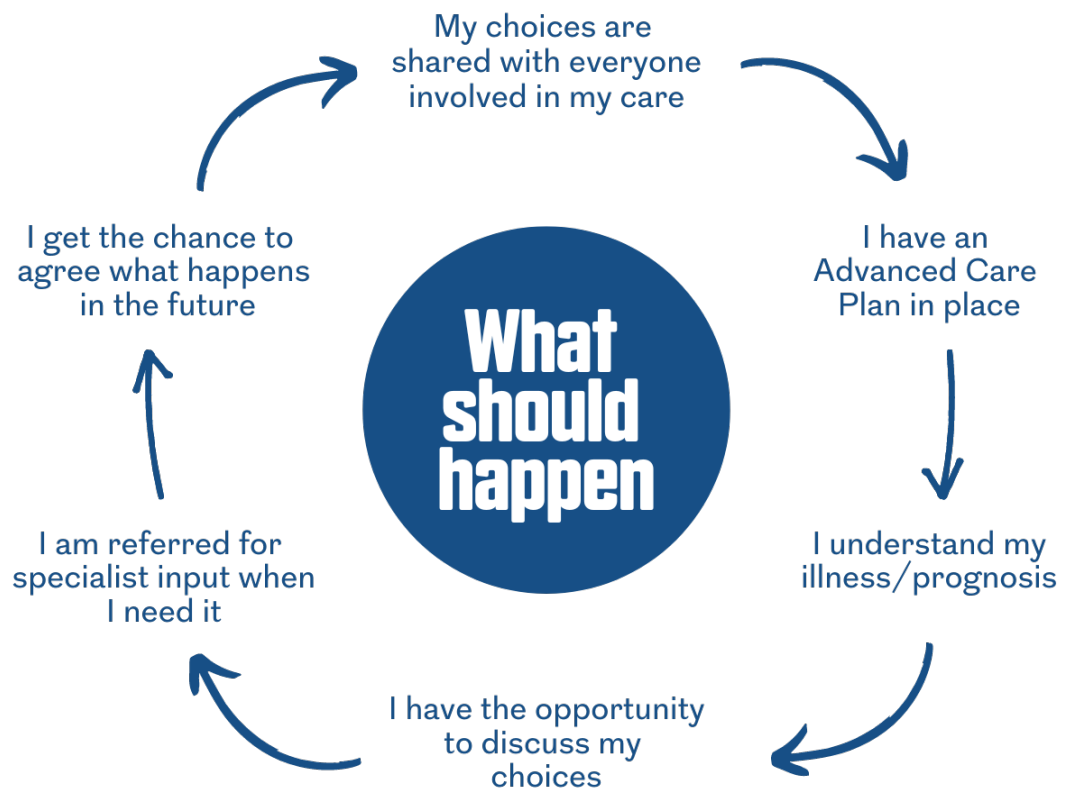 My choices are
shared with everyone
involved in my care
I have an
Advanced Care
Plan in place
I understand my
illness/prognosis
I have the opportunity
to discuss my
choices
I am referred for
specialist input when
I need it
I get the chance to
agree what happens
in the future
What
should
happen